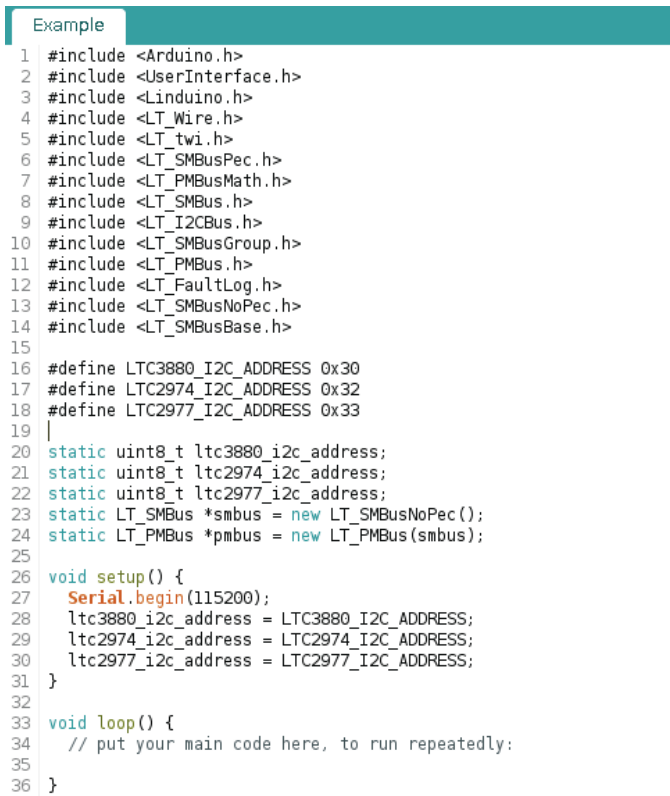 Example
1 #include <Arduino.h>
2 #include <UserInterface.h>
3 #include <Linduino.h>
4 #include <LT_Wire.h>
5 #include <LT_twi.h>
6 #include <LT_SMBusPec.h>
7 #include <LT_PMBusMath.h>
8 #include <LT_SMBus.h>
9 #include <LT_I2CBus.h>
10 #include <LT_SMBusGroup.h>
11 #include <LT_PMBus.h>
12 #include <LT_FaultLog.h>
13 #include <LT_SMBusNoPec.h>
14 #include <LT_SMBusBase.h>
15
16 #define LTC3880_I2C_ADDRESS 0x30
17 #define LTC2974_I2C_ADDRESS 0x32
18 #define LTC2977_I2C_ADDRESS 0x33
19
20 static uint8_t ltc3880_i2c_address;
21 static uint8_t ltc2974_i2c_address;
22 static uint8_t ltc2977_i2c_address;
23 static LT_SMBus *smbus = new LT_SMBusNoPec();
24 static LT_PMBus *pmbus = new LT_PMBus(smbus);
25
26 void setup() {
27   Serial.begin(115200);
28   ltc3880_i2c_address = LTC3880_I2C_ADDRESS;
29   ltc2974_i2c_address = LTC2974_I2C_ADDRESS;
30   ltc2977_i2c_address = LTC2977_I2C_ADDRESS;
31 }
32
33 void loop() {
34   // put your main code here, to run repeatedly:
35
36 }